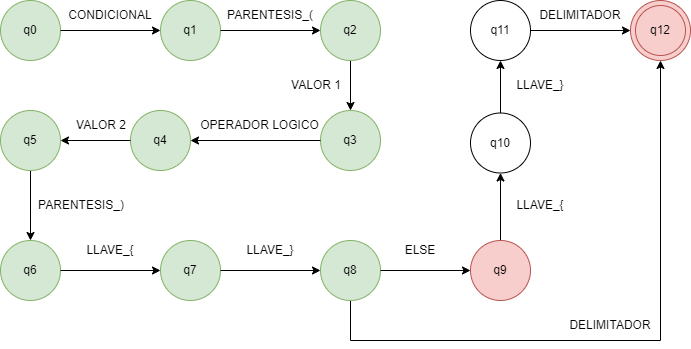 q0
CONDICIONAL
q1
PARENTESIS_(
q2
q11
DELIMITADOR
q12
VALOR 1
LLAVE_}
q5
VALOR 2
q4
OPERADOR LOGICO
q3
q10
PARENTESIS_)
LLAVE_{
q6
LLAVE_{
q7
LLAVE_}
q8
ELSE
q9
DELIMITADOR